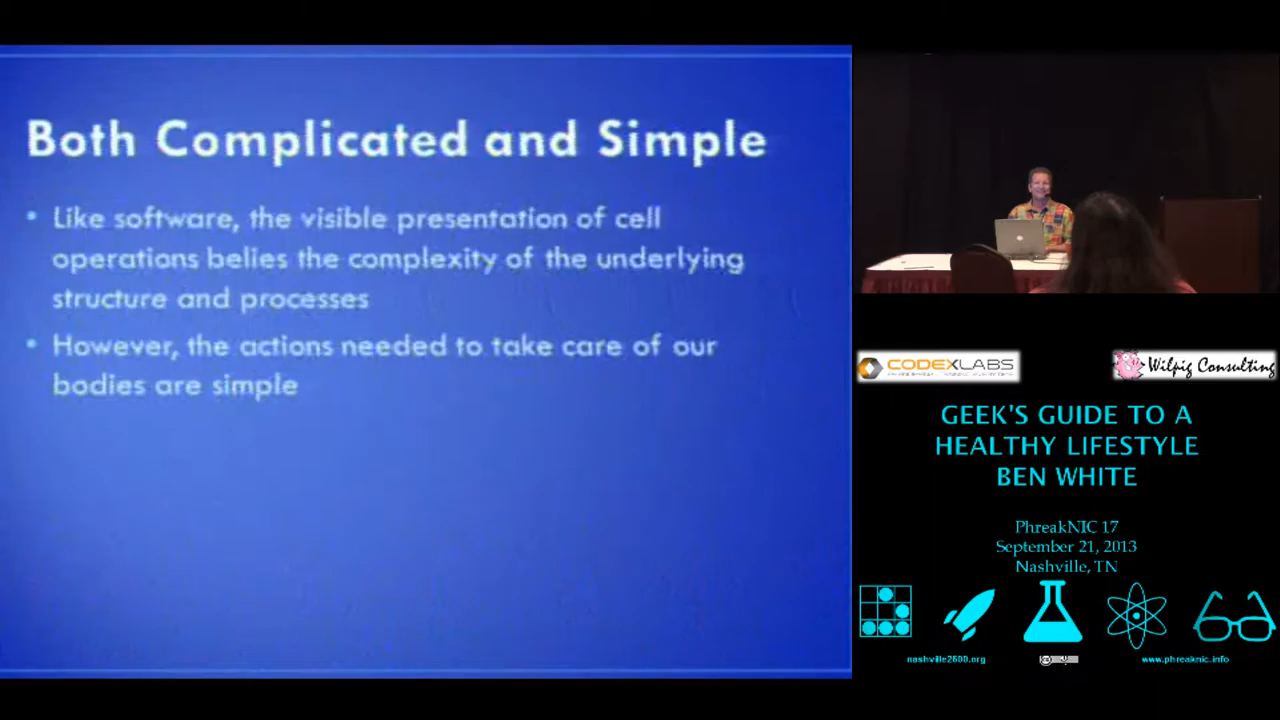 Both Complicated and Simple
• Like software, the visible presentation of cell
operations belies the complexity of the underlying
structure and processes
• However, the actions needed to take care of our
bodies are simple
CODEXLABS
Wilpig Consulting
GEEK'S GUIDE TO A
HEALTHY LIFESTYLE
BEN WHITE
PhreakNIC 17
September 21, 2013
Nashville, TN
nashville2600.org
www.phreaknic.info